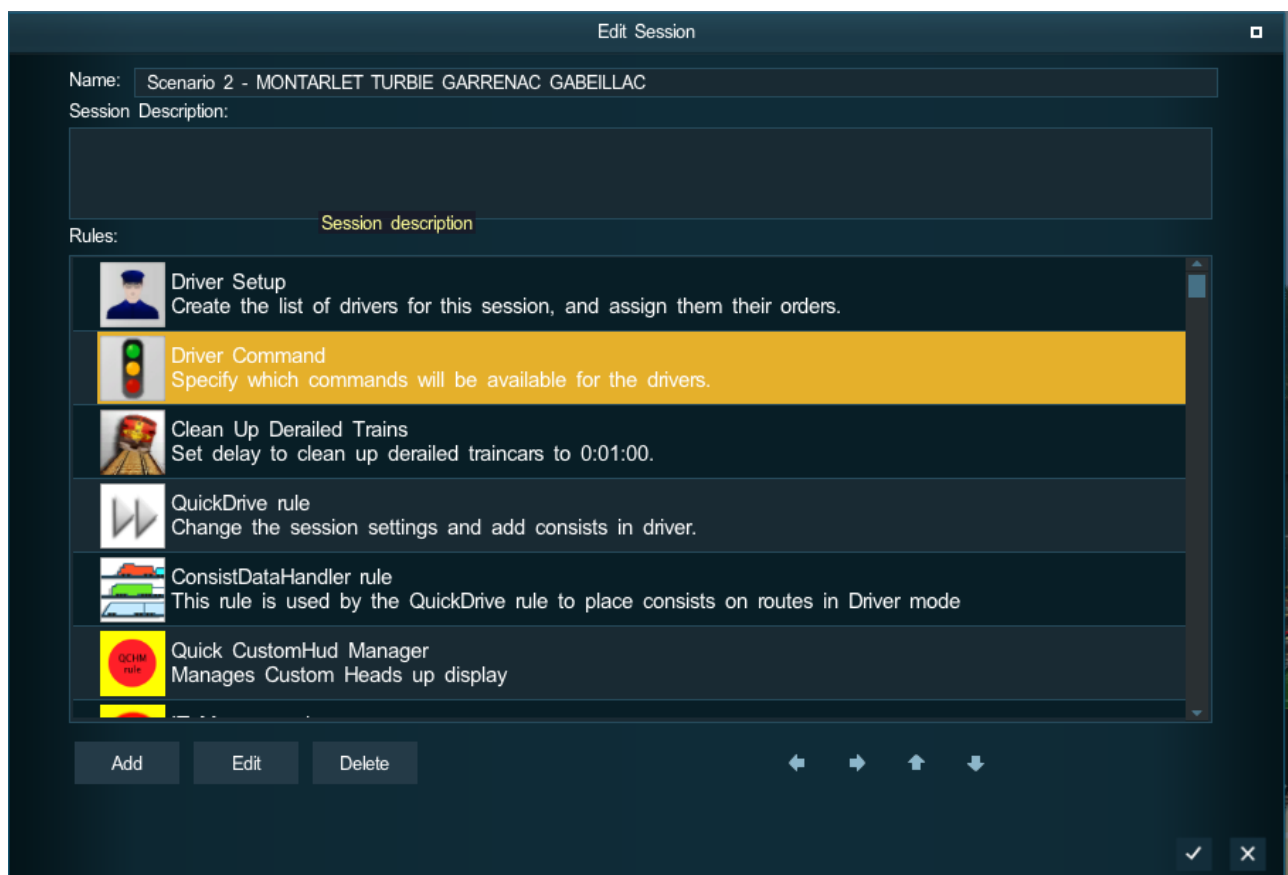 Edit Session
Name: Scenario 2 - MONTARLET TURBIE GARRENAC GABEILLAC
Session Description:
Session description
Rules:
Driver Setup
Create the list of drivers for this session, and assign them their orders.
Driver Command
Specify which commands will be available for the drivers.
Clean Up Derailed Trains
Set delay to clean up derailed traincars to 0:01:00.
QuickDrive rule
Change the session settings and add consists in driver.
ConsistDataHandler rule
This rule is used by the QuickDrive rule to place consists on routes in Driver mode
QCHM
rule
Quick CustomHud Manager
Manages Custom Heads up display
Add Edit Delete